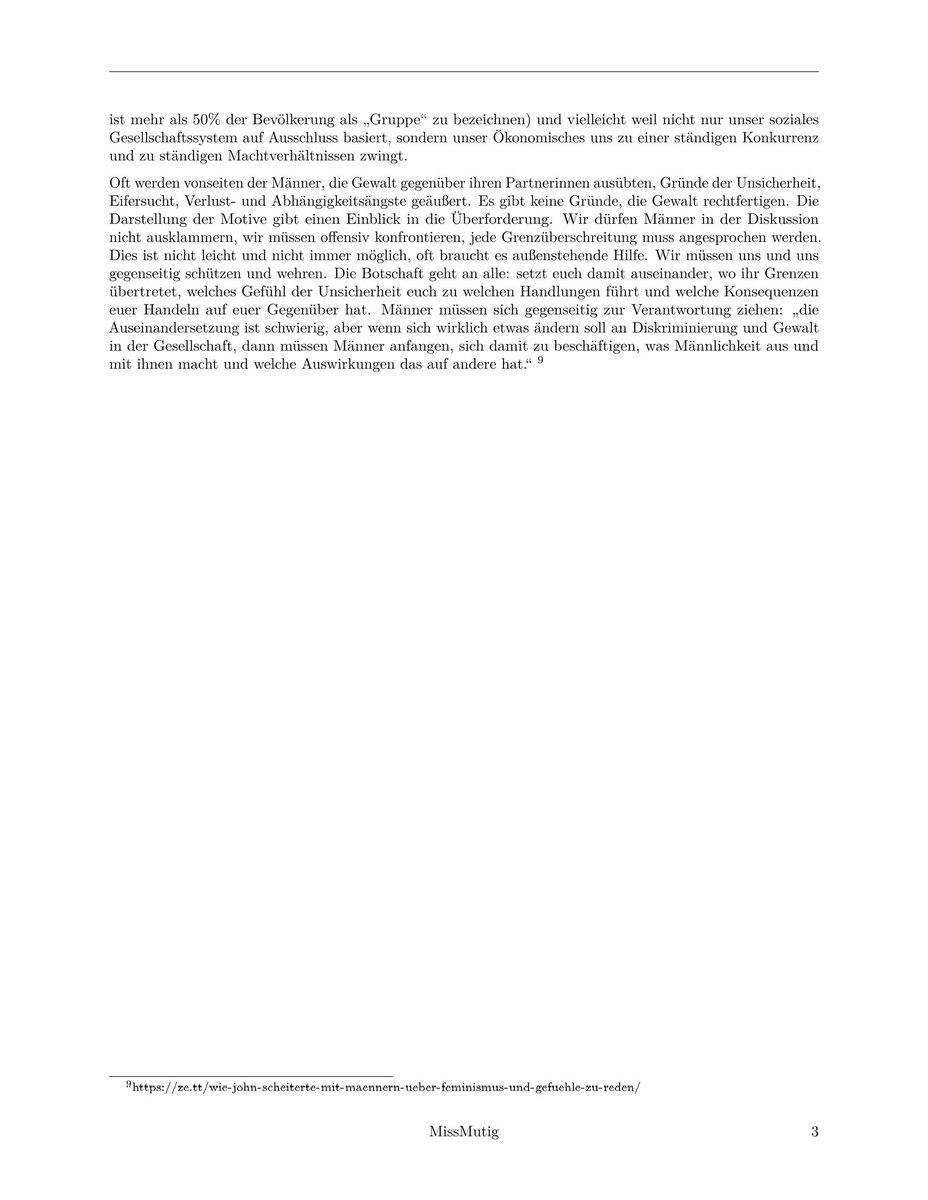 ist mehr als 50% der Bevölkerung als „Gruppe“ zu bezeichnen) und vielleicht weil nicht nur unser soziales
Gesellschaftssystem auf Ausschluss basiert, sondern unser Ökonomisches uns zu einer ständigen Konkurrenz
und zu ständigen Machtverhältnissen zwingt.
Oft werden vonseiten der Männer, die Gewalt gegenüber ihren Partnerinnen ausübten, Gründe der Unsicherheit,
Eifersucht, Verlust- und Abhängigkeitsängste geäußert. Es gibt keine Gründe, die Gewalt rechtfertigen. Die
Darstellung der Motive gibt einen Einblick in die Überforderung. Wir dürfen Männer in der Diskussion
nicht ausklammern, wir müssen offensiv konfrontieren, jede Grenzüberschreitung muss angesprochen werden.
Dies ist nicht leicht und nicht immer möglich, oft braucht es außenstehende Hilfe. Wir müssen uns und uns
gegenseitig schützen und wehren. Die Botschaft geht an alle: setzt euch damit auseinander, wo ihr Grenzen
übertretet, welches Gefühl der Unsicherheit euch zu welchen Handlungen führt und welche Konsequenzen
euer Handeln auf euer Gegenüber hat. Männer müssen sich gegenseitig zur Verantwortung ziehen: „die
Auseinandersetzung ist schwierig, aber wenn sich wirklich etwas ändern soll an Diskriminierung und Gewalt
in der Gesellschaft, dann müssen Männer anfangen, sich damit zu beschäftigen, was Männlichkeit aus und
mit ihnen macht und welche Auswirkungen das auf andere hat.“ 9
9https://ze.tt/wie-john-scheiterte-mit-maennern-ueber-feminismus-und-gefuehle-zu-reden/
MissMutig 3